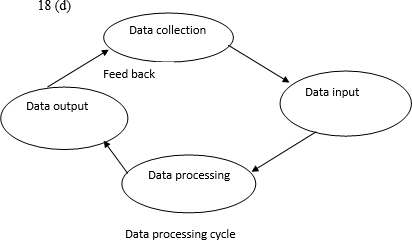 18 (d)
Data collection
Feed back
Data input
Data output
Data processing
Data processing cycle